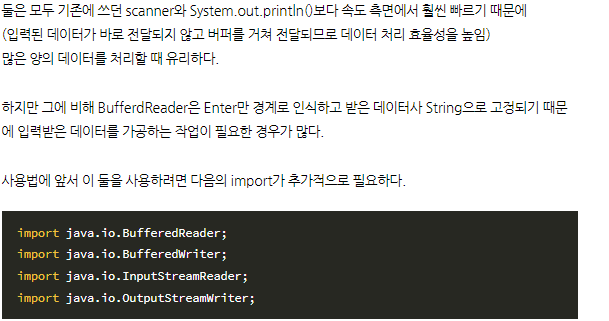 둘은 모두 기존에 쓰던 scanner와 System.out.println()보다 속도 측면에서 훨씬 빠르기 때문에
(입력된 데이터가 바로 전달되지 않고 버퍼를 거쳐 전달되므로 데이터 처리 효율성을 높임)
많은 양의 데이터를 처리할 때 유리하다.
하지만 그에 비해 BufferdReader은 Enter만 경계로 인식하고 받은 데이터사 String으로 고정되기 때문
에 입력받은 데이터를 가공하는 작업이 필요한 경우가 많다.
사용법에 앞서 이 둘을 사용하려면 다음의 import가 추가적으로 필요하다.
import java.io.BufferedReader;
import java.io.BufferedWriter;
import java.io.InputStreamReader;
import java.io.OutputStreamWriter;